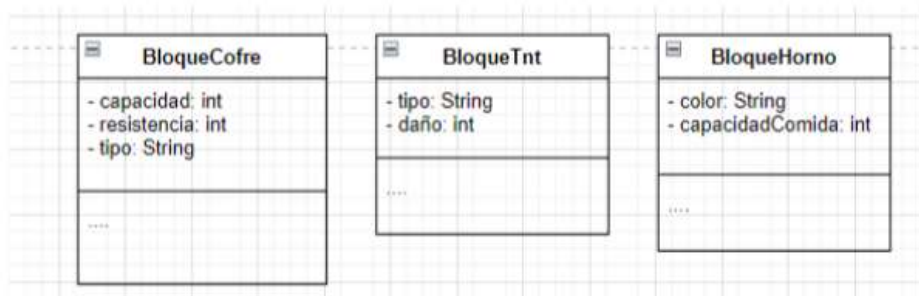 BloqueCofre
- capacidad: int
- resistencia: int
- tipo: String
....
BloqueTnt
- tipo: String
- daño: int
....
BloqueHorno
- color: String
- capacidadComida: int
....